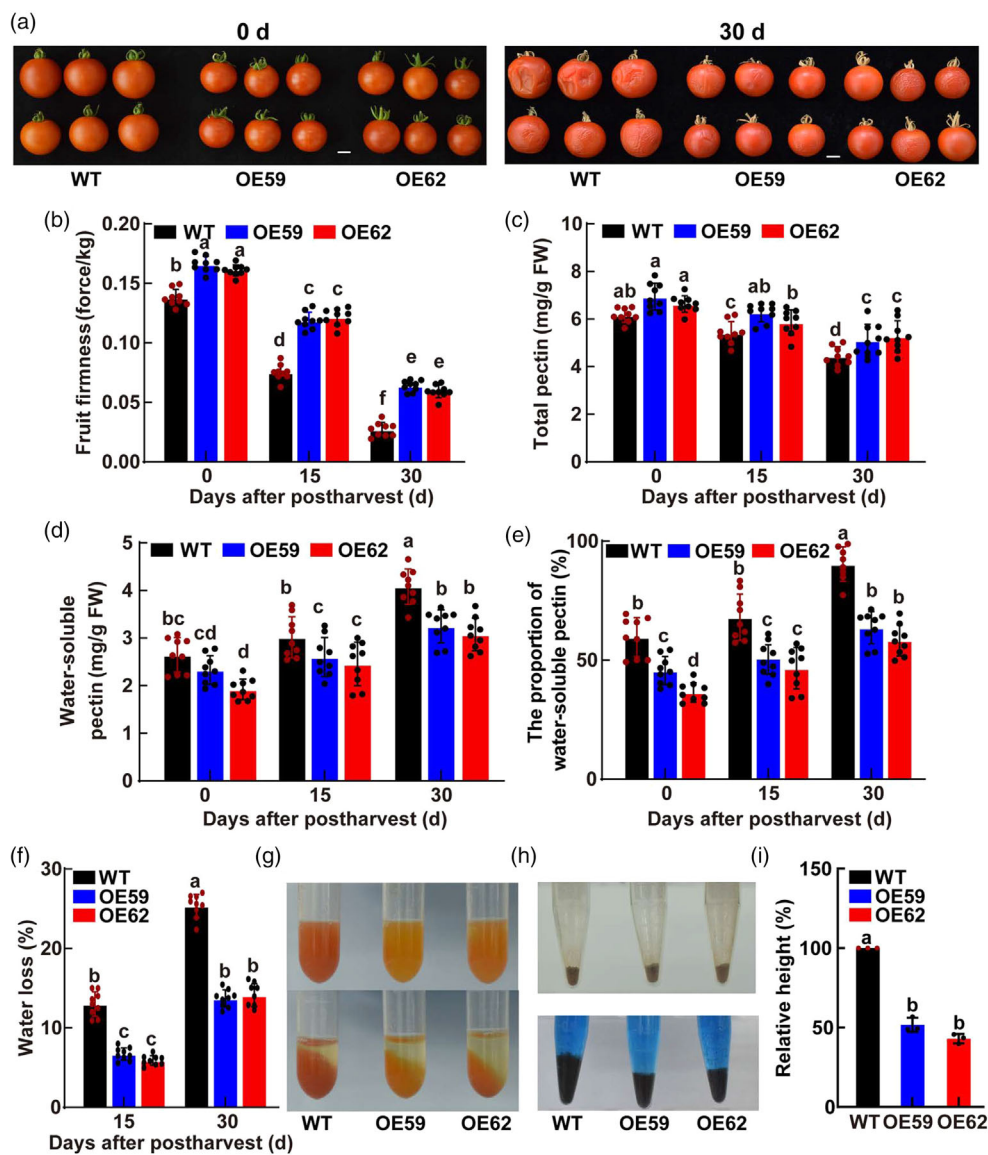 (a)
0 d
30 d
WT
OE59
OE62
WT
OE59
OE62
(b)
Fruit firmness (force/kg)
0.20
0.15
0.10
0.05
0.00
WT
OE59
OE62
b
a
a
d
c
c
f
e
e
0
15
30
Days after postharvest (d)
(c)
Total pectin (mg/g FW)
10
8
6
4
2
0
WT
OE59
OE62
ab
a
a
c
ab
b
d
c
c
0
15
30
Days after postharvest (d)
(d)
Water-soluble
pectin (mg/g FW)
5
4
3
2
1
0
WT
OE59
OE62
bc
cd
d
b
c
c
a
b
b
0
15
30
Days after postharvest (d)
(e)
The proportion of
water-soluble pectin (%)
100
50
0
WT
OE59
OE62
b
c
d
b
c
c
a
b
b
0
15
30
Days after postharvest (d)
(f)
Water loss (%)
30
20
10
0
WT
OE59
OE62
b
c
c
a
b
b
15
30
Days after postharvest (d)
(g)
WT
OE59
OE62
(h)
WT
OE59
OE62
(i)
Relative height (%)
150
100
50
0
WT
OE59
OE62
a
b
b
WT
OE59
OE62